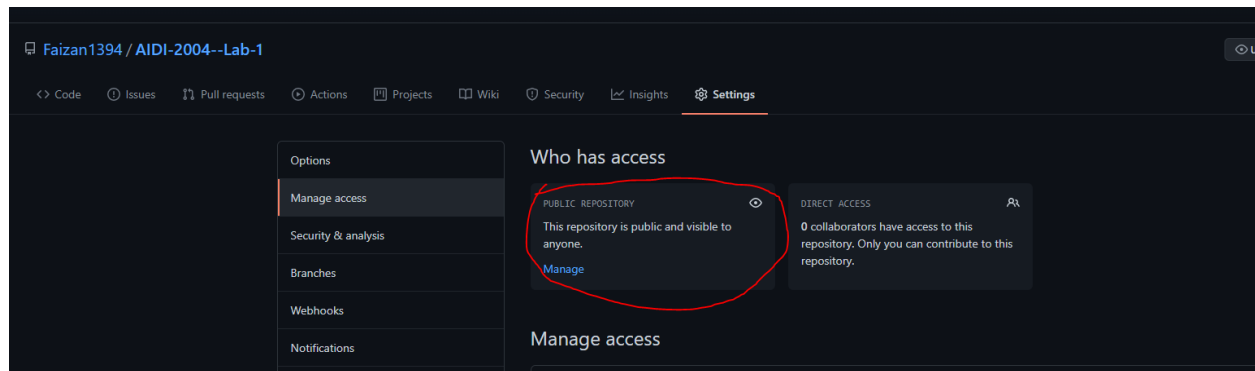 Faizan1394 / AIDI-2004--Lab-1
Code Issues Pull requests Actions Projects Wiki Security Insights Settings
Options
Manage access
Security & analysis
Branches
Webhooks
Notifications
Who has access
PUBLIC REPOSITORY
This repository is public and visible to
anyone.
Manage
DIRECT ACCESS
0 collaborators have access to this
repository. Only you can contribute to this
repository.
Manage access